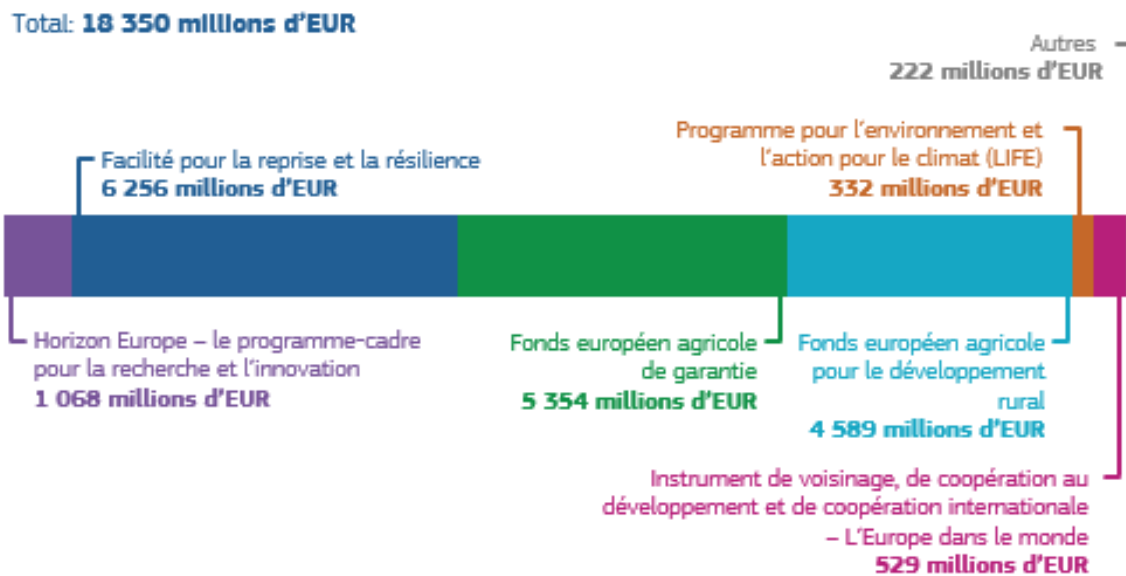 Total: 18 350 millions d'EUR
Autres
222 millions d'EUR
Programme pour l'environnement et
l'action pour le climat (LIFE)
332 millions d'EUR
Facilité pour la reprise et la résilience
6 256 millions d'EUR
Horizon Europe – le programme-cadre
pour la recherche et l'innovation
1 068 millions d'EUR
Fonds européen agricole
de garantie
5 354 millions d'EUR
Fonds européen agricole
pour le développement
rural
4 589 millions d'EUR
Instrument de voisinage, de coopération au
développement et de coopération internationale
– L'Europe dans le monde
529 millions d'EUR